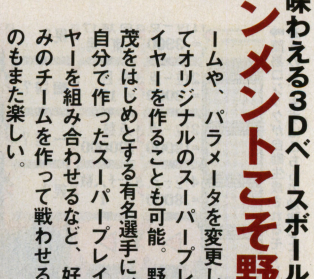 味わえる3Dベースボール
ンメントこそ野
ームや、パラメータを変更し
てオリジナルのスーパープレ
イヤーを作ることも可能。野
茂をはじめとする有名選手に、
自分で作ったスーパープレイ
ヤーを組み合わせるなど、好
みのチームを作って戦わせる
のもまた楽しい。